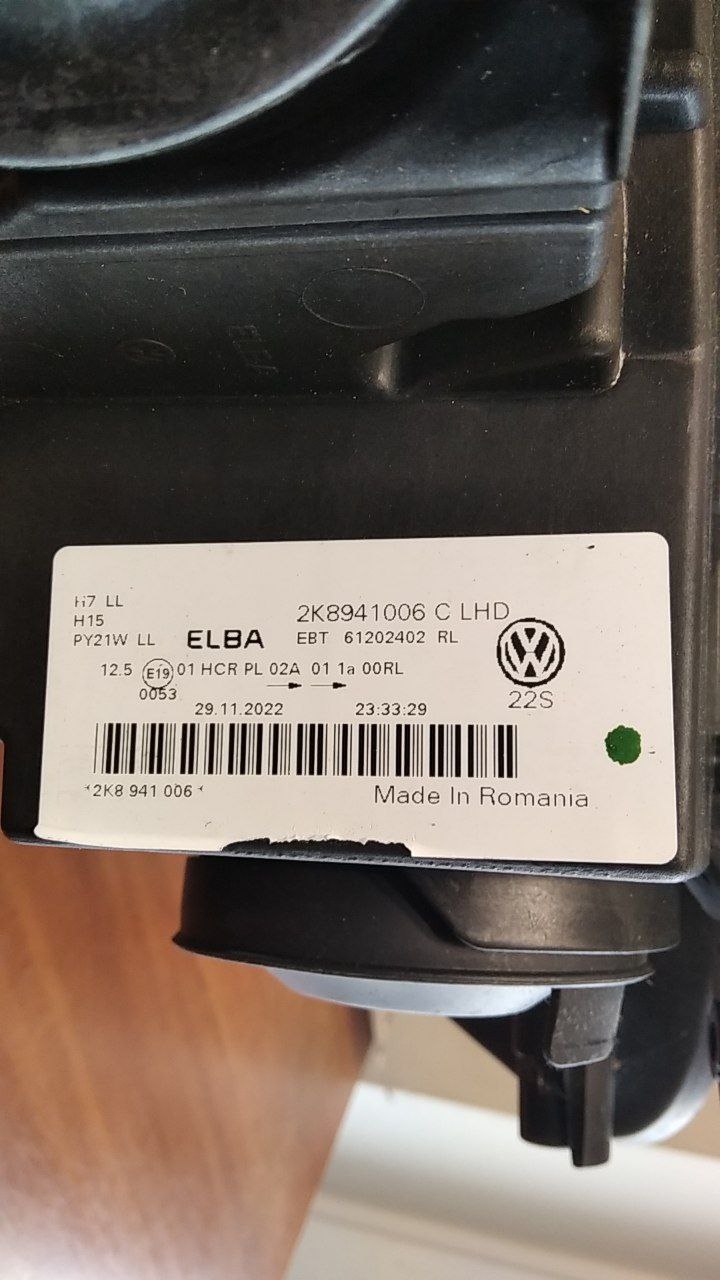 H7 LL
H15
PY21W LL
ELBA
2K8941006 C LHD
EBT 61202402 RL
12.5 E19 01 HCR PL 02A 01 1a 00RL
0053
29.11.2022 23:33:29
22S
*2K8 941 006*
Made In Romania